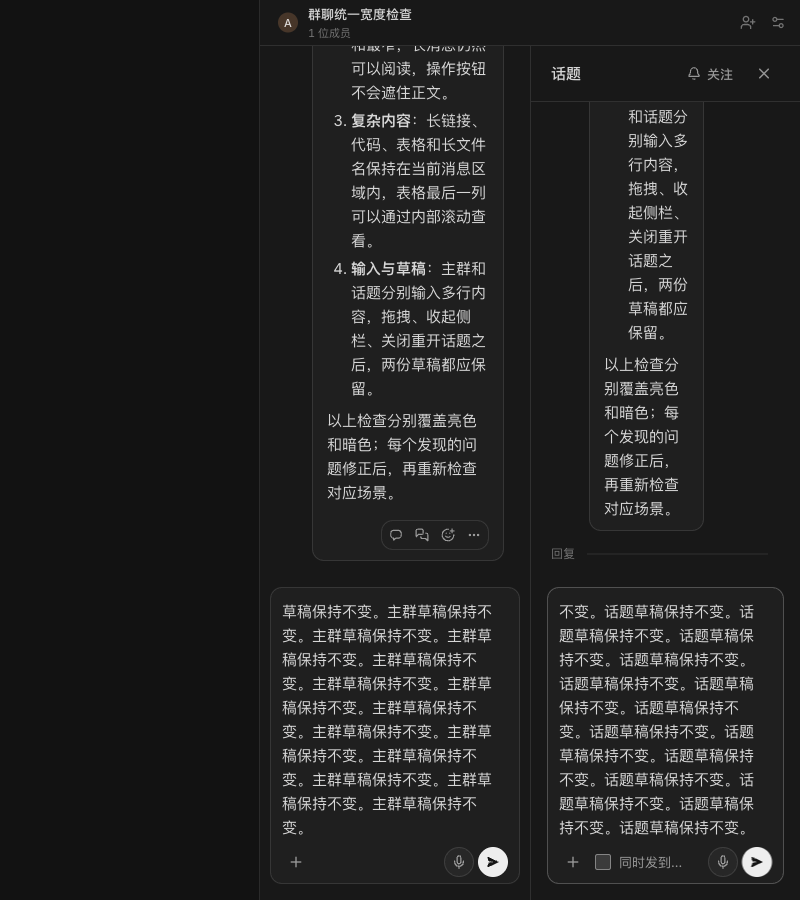 A
群聊统一宽度检查
1 位成员
和最窄，长消息仍然
可以阅读，操作按钮
不会遮住正文。
3. 复杂内容：长链接、
代码、表格和长文件
名保持在当前消息区
域内，表格最后一列
可以通过内部滚动查
看。
4. 输入与草稿：主群和
话题分别输入多行内
容，拖拽、收起侧
栏、关闭重开话题之
后，两份草稿都应保
留。
以上检查分别覆盖亮色
和暗色；每个发现的问
题修正后，再重新检查
对应场景。
草稿保持不变。主群草稿保持不
变。主群草稿保持不变。主群草
稿保持不变。主群草稿保持不
变。主群草稿保持不变。主群草
稿保持不变。主群草稿保持不
变。主群草稿保持不变。主群草
稿保持不变。主群草稿保持不
变。主群草稿保持不变。主群草
稿保持不变。主群草稿保持不
变。
话题
关注
和话题分
别输入多
行内容，
拖拽、收
起侧栏、
关闭重开
话题之
后，两份
草稿都应
保留。
以上检查分
别覆盖亮色
和暗色；每
个发现的问
题修正后，
再重新检查
对应场景。
回复
不变。话题草稿保持不变。话
题草稿保持不变。话题草稿保
持不变。话题草稿保持不变。
话题草稿保持不变。话题草稿
保持不变。话题草稿保持不
变。话题草稿保持不变。话题
草稿保持不变。话题草稿保持
不变。话题草稿保持不变。话
题草稿保持不变。话题草稿保
持不变。话题草稿保持不变。
同时发到...